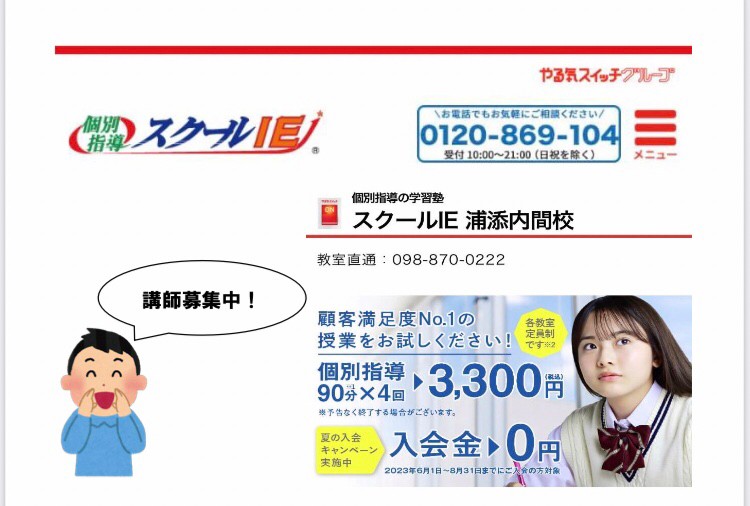 やる気スイッチグループ
個別
指導
スクールIE
®
\お電話でもお気軽にご相談ください/
0120-869-104
受付 10:00～21:00（日祝を除く）
メニュー
個別指導の学習塾
スクールIE 浦添内間校
教室直通：098-870-0222
講師募集中！
顧客満足度No.1の
授業をお試しください！
各教室
定員制
です※2
個別指導
90分×4回
3,300円
(税込)
※予告なく終了する場合がございます。
夏の入会
キャンペーン
実施中
入会金 0円
2023年6月1日～8月31日までにご入会の方対象